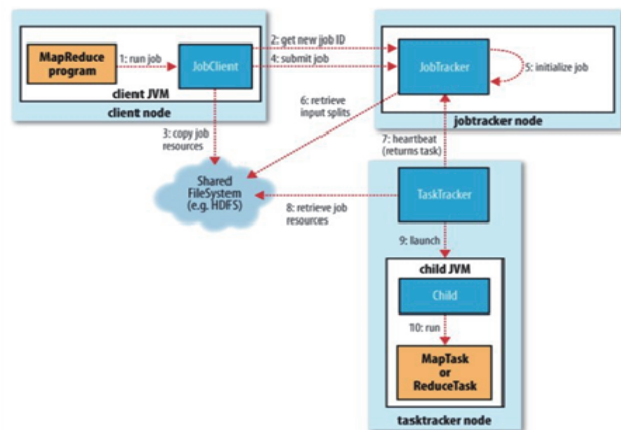 MapReduce
program
1: run job
JobClient
client JVM
client node
2: get new job ID
4: submit job
JobTracker
5: initialize job
jobtracker node
3: copy job
resources
6: retrieve
input splits
7: heartbeat
(returns task)
Shared
FileSystem
(e.g. HDFS)
8: retrieve job
resources
TaskTracker
9: launch
child JVM
Child
10: run
MapTask
or
ReduceTask
tasktracker node